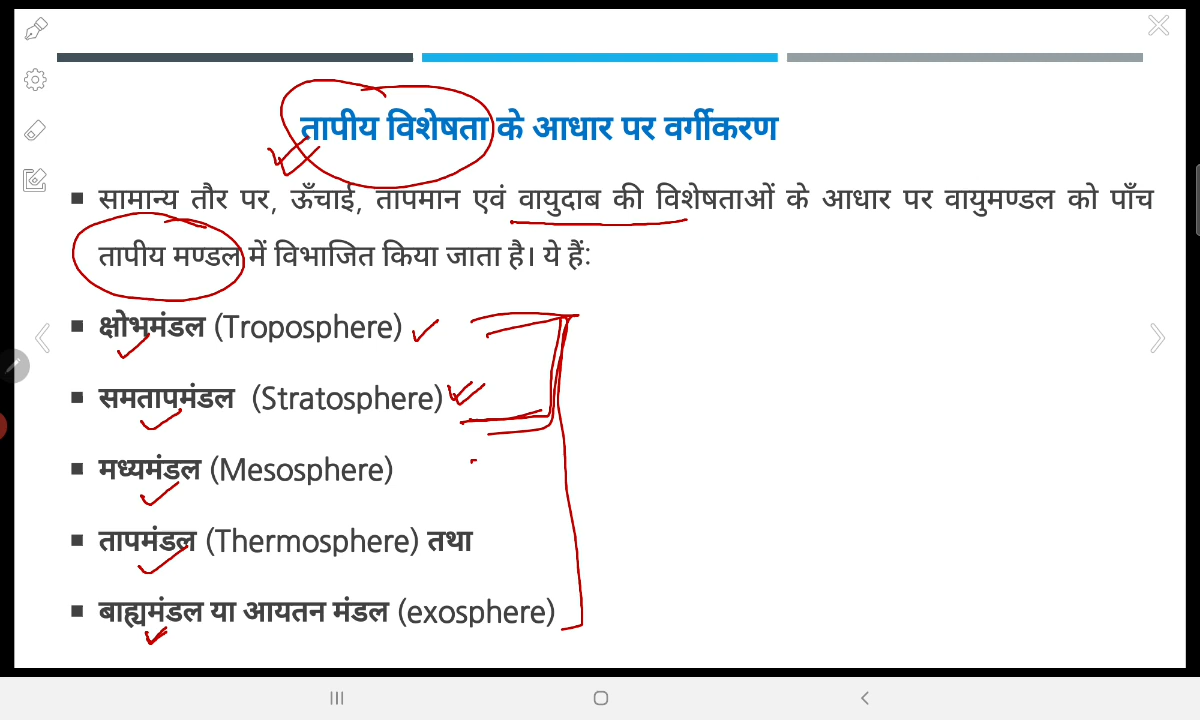 तापीय विशेषता के आधार पर वर्गीकरण
सामान्य तौर पर, ऊँचाई, तापमान एवं वायुदाब की विशेषताओं के आधार पर वायुमण्डल को पाँच
तापीय मण्डल में विभाजित किया जाता है। ये हैं:
क्षोभमंडल (Troposphere)
समतापमंडल (Stratosphere)
मध्यमंडल (Mesosphere)
तापमंडल (Thermosphere) तथा
बाह्यमंडल या आयतन मंडल (exosphere)